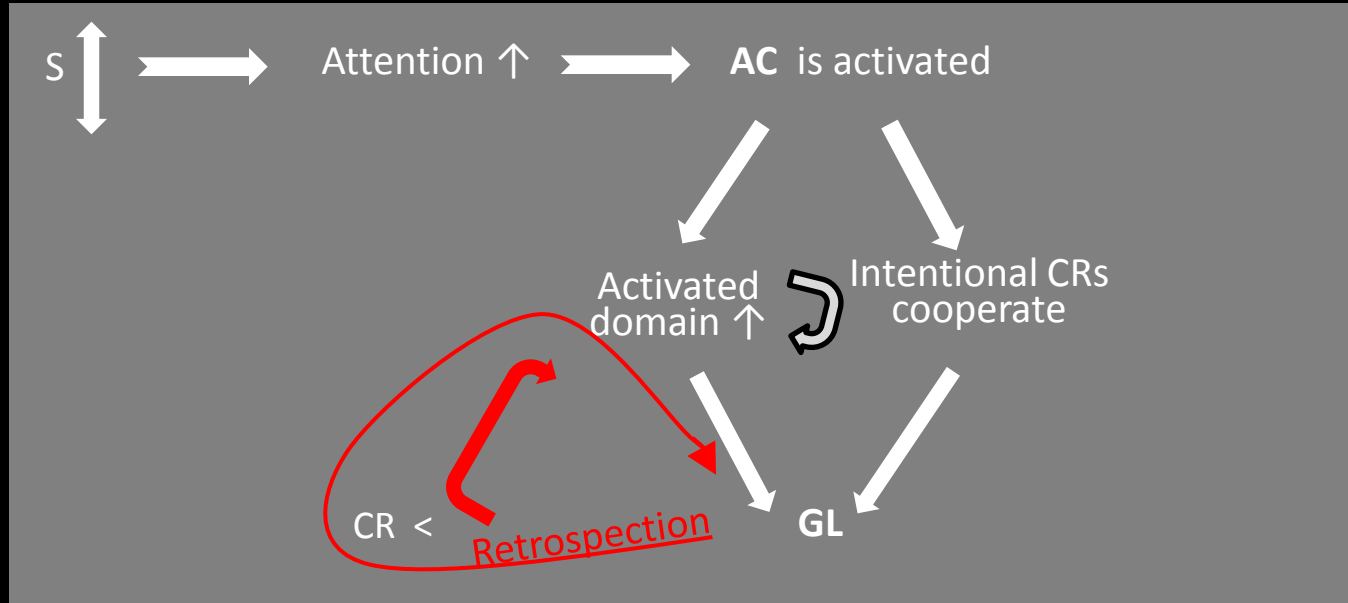 S
Attention ↑
AC is activated
Activated
domain ↑
Intentional CRs
cooperate
CR <
Retrospection
GL